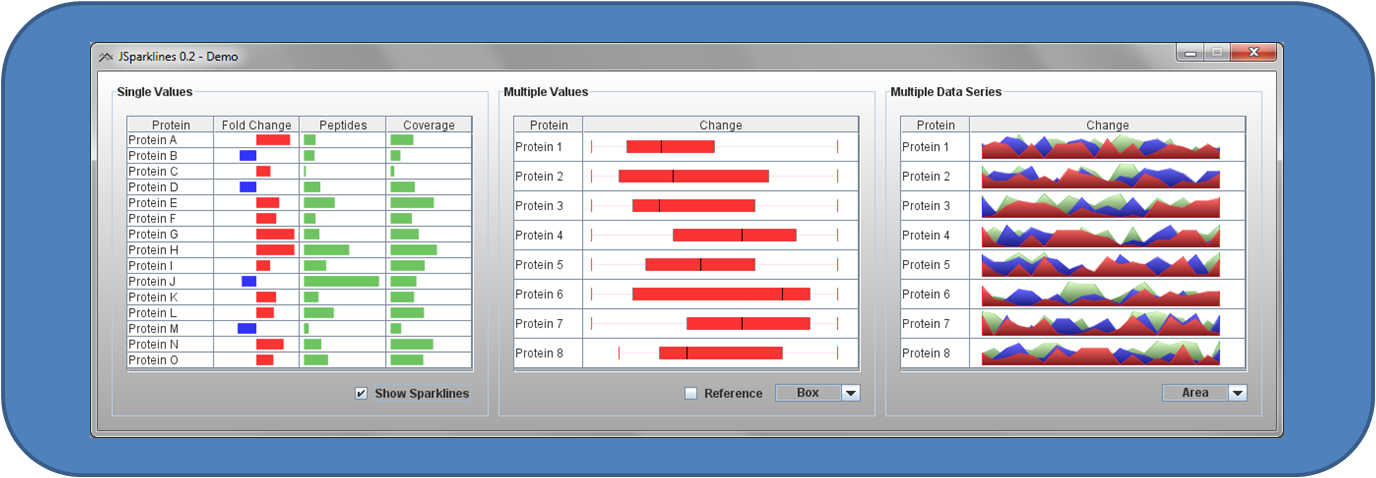 JSparklines 0.2 - Demo
Single Values
Protein Fold Change Peptides Coverage
Protein A
Protein B
Protein C
Protein D
Protein E
Protein F
Protein G
Protein H
Protein I
Protein J
Protein K
Protein L
Protein M
Protein N
Protein O
Show Sparklines
Multiple Values
Protein Change
Protein 1
Protein 2
Protein 3
Protein 4
Protein 5
Protein 6
Protein 7
Protein 8
Reference Box
Multiple Data Series
Protein Change
Protein 1
Protein 2
Protein 3
Protein 4
Protein 5
Protein 6
Protein 7
Protein 8
Area